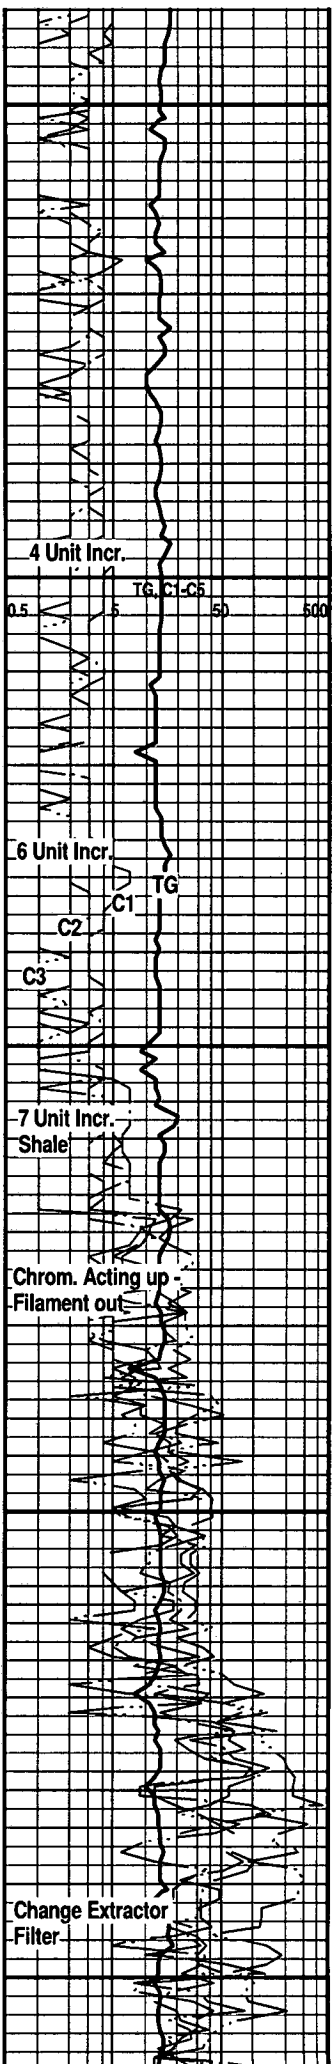 4 Unit Incr.
TG, C1-C5
0.5 5 50 500
6 Unit Incr.
TG
C1
C2
C3
7 Unit Incr.
Shale
Chrom. Acting up -
Filament out
Change Extractor
Filter